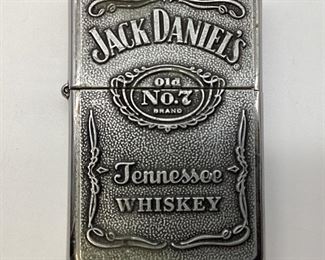 JACK DANIEL'S
Old
No.7
BRAND
Tennessee
WHISKEY